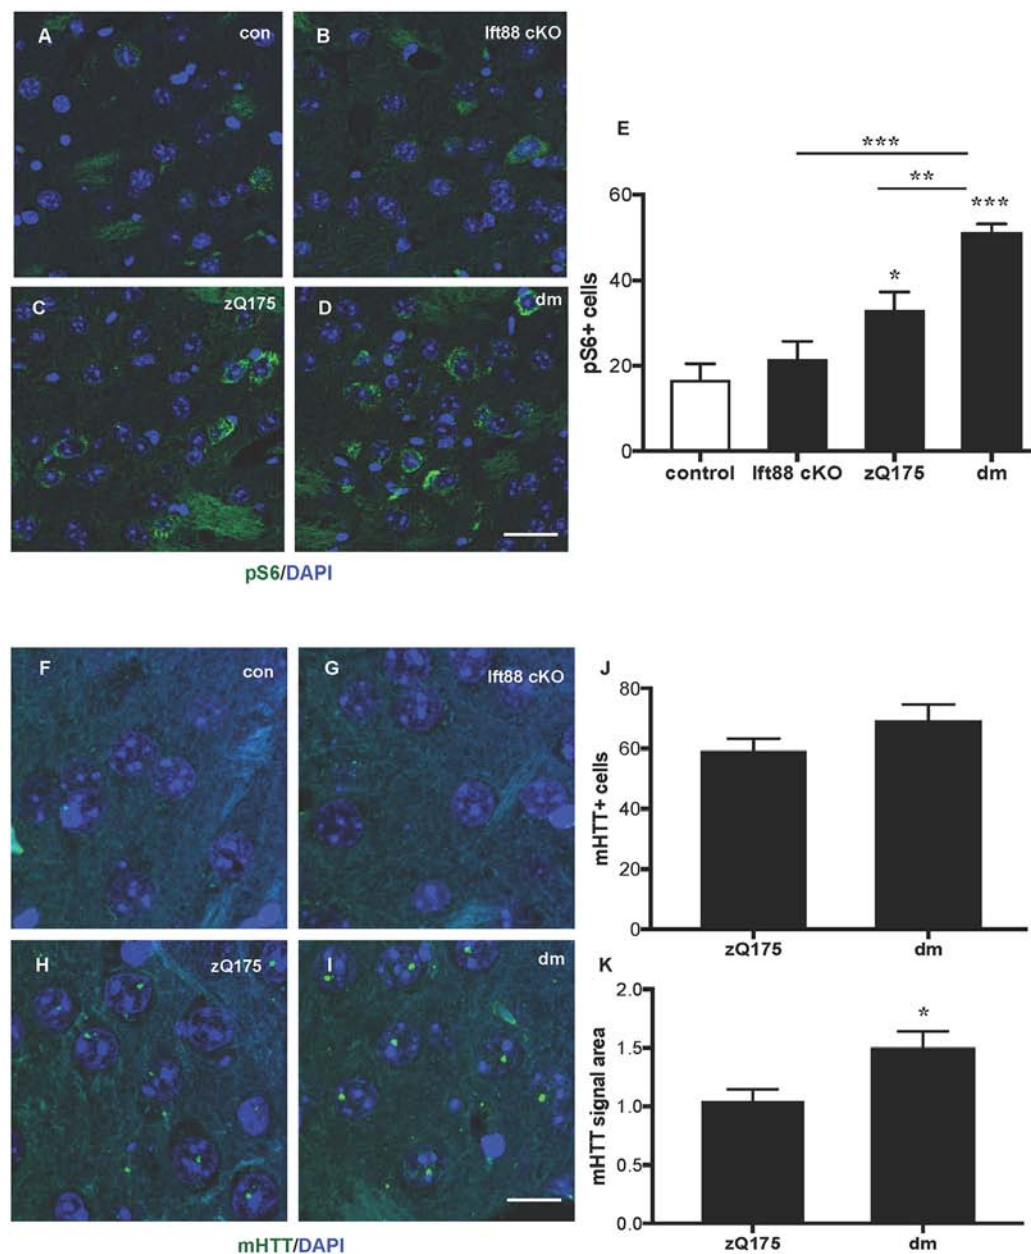 A con
B Ift88 cKO
C zQ175
D dm
pS6/DAPI
E
***
**
***
*
60
40
20
0
pS6+ cells
control Ift88 cKO zQ175 dm
F con
G Ift88 cKO
H zQ175
I dm
mHTT/DAPI
J
80
60
40
20
0
mHTT+ cells
zQ175 dm
K
2.0
*
1.5
1.0
0.5
0.0
mHTT signal area
zQ175 dm